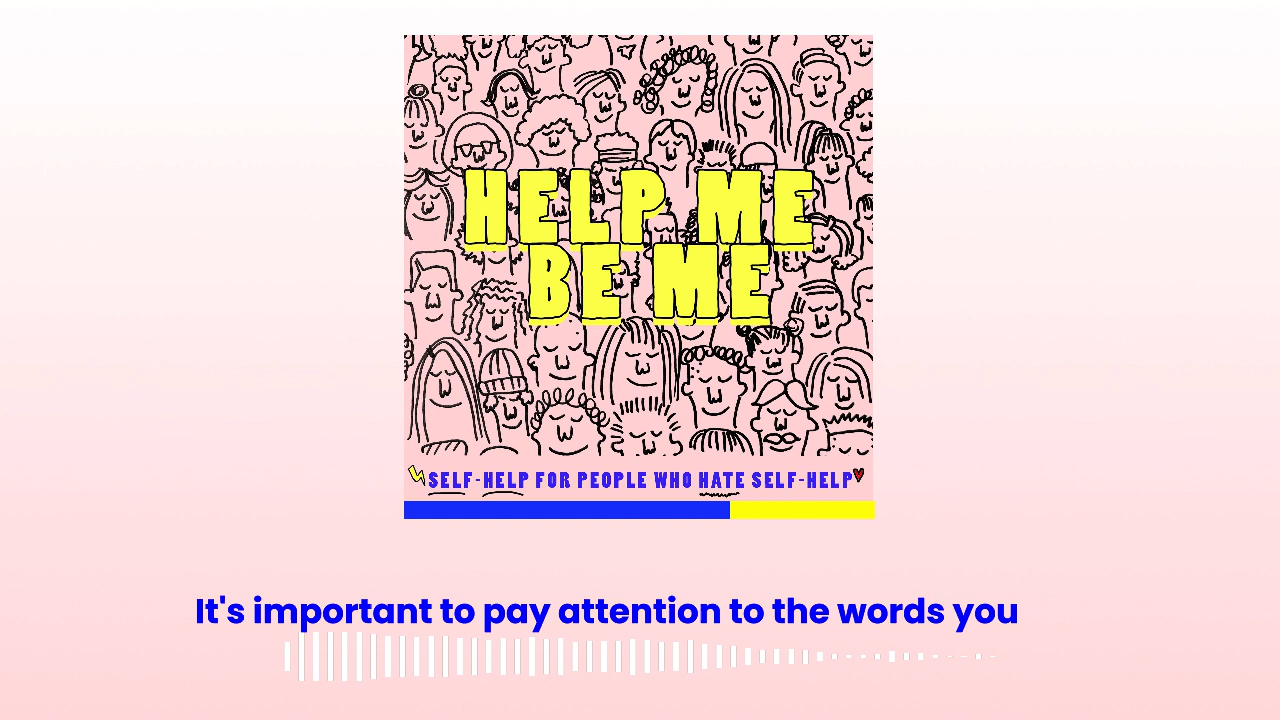 HELP ME
BE ME
SELF-HELP FOR PEOPLE WHO HATE SELF-HELP
It's important to pay attention to the words you